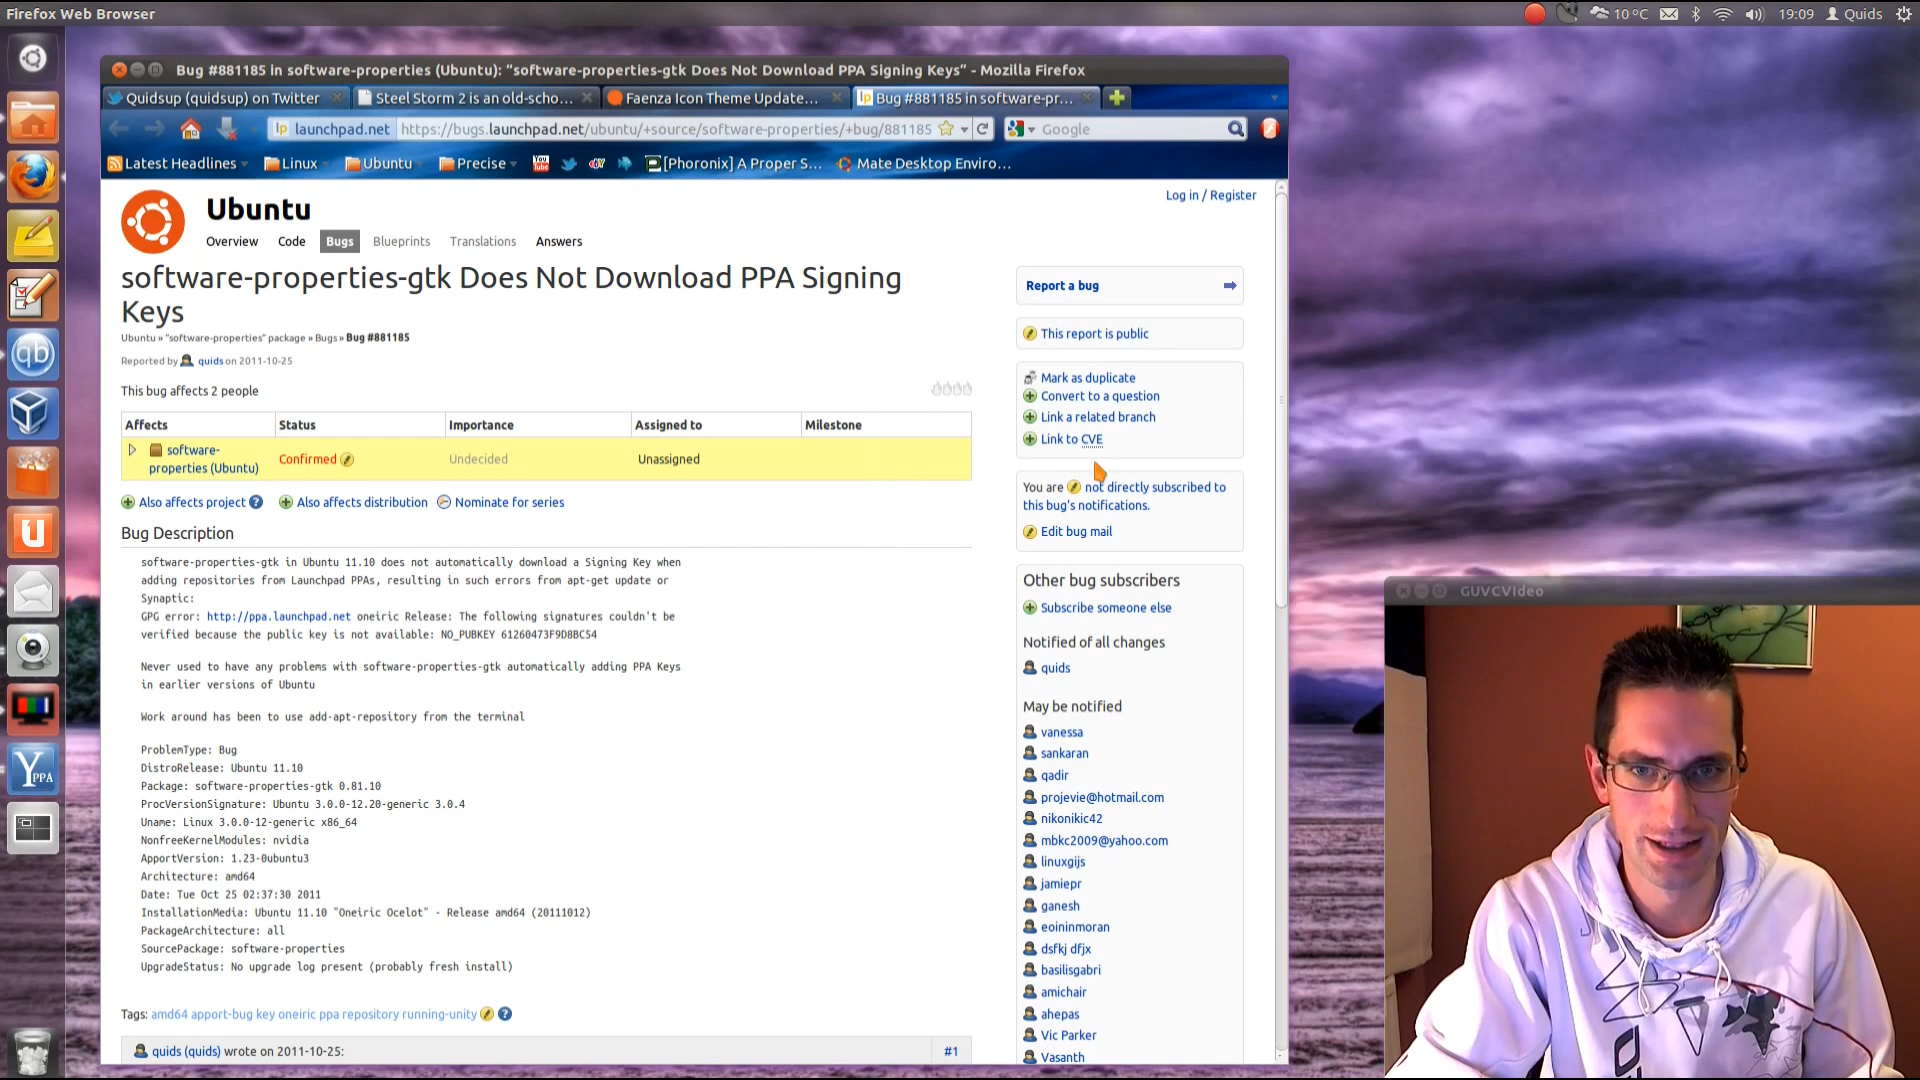 Firefox Web Browser
10 °C
19:09
Quids
Bug #881185 in software-properties (Ubuntu): “software-properties-gtk Does Not Download PPA Signing Keys” - Mozilla Firefox
Quidsup (quidsup) on Twitter
Steel Storm 2 is an old-scho...
Faenza Icon Theme Update...
lp Bug #881185 in software-pr...
lp launchpad.net
https://bugs.launchpad.net/ubuntu/+source/software-properties/+bug/881185
Google
Latest Headlines
Linux
Ubuntu
Precise
You Tube
[Phoronix] A Proper S...
Mate Desktop Enviro...
Log in / Register
Ubuntu
Overview Code Bugs Blueprints Translations Answers
software-properties-gtk Does Not Download PPA Signing
Keys
Ubuntu » “software-properties” package » Bugs » Bug #881185
Reported by quids on 2011-10-25
This bug affects 2 people
Affects Status Importance Assigned to Milestone
software-
properties (Ubuntu)
Confirmed
Undecided
Unassigned
Also affects project ? Also affects distribution Nominate for series
Bug Description
software-properties-gtk in Ubuntu 11.10 does not automatically download a Signing Key when
adding repositories from Launchpad PPAs, resulting in such errors from apt-get update or
Synaptic:
GPG error: http://ppa.launchpad.net oneiric Release: The following signatures couldn't be
verified because the public key is not available: NO_PUBKEY 61260473F9D8BC54
Never used to have any problems with software-properties-gtk automatically adding PPA Keys
in earlier versions of Ubuntu
Work around has been to use add-apt-repository from the terminal
ProblemType: Bug
DistroRelease: Ubuntu 11.10
Package: software-properties-gtk 0.81.10
ProcVersionSignature: Ubuntu 3.0.0-12.20-generic 3.0.4
Uname: Linux 3.0.0-12-generic x86_64
NonfreeKernelModules: nvidia
ApportVersion: 1.23-0ubuntu3
Architecture: amd64
Date: Tue Oct 25 02:37:30 2011
InstallationMedia: Ubuntu 11.10 "Oneiric Ocelot" - Release amd64 (20111012)
PackageArchitecture: all
SourcePackage: software-properties
UpgradeStatus: No upgrade log present (probably fresh install)
Tags: amd64 apport-bug key oneiric ppa repository running-unity ?
quids (quids) wrote on 2011-10-25: #1
Report a bug
This report is public
Mark as duplicate
Convert to a question
Link a related branch
Link to CVE
You are not directly subscribed to
this bug's notifications.
Edit bug mail
Other bug subscribers
Subscribe someone else
Notified of all changes
quids
May be notified
vanessa
sankaran
qadir
projevie@hotmail.com
nikonikic42
mbkc2009@yahoo.com
linuxgijs
jamiepr
ganesh
eoininmoran
dsfkj dfjx
basilisgabri
amichair
ahepas
Vic Parker
Vasanth
GUVCVideo
qb
U
Y PPA